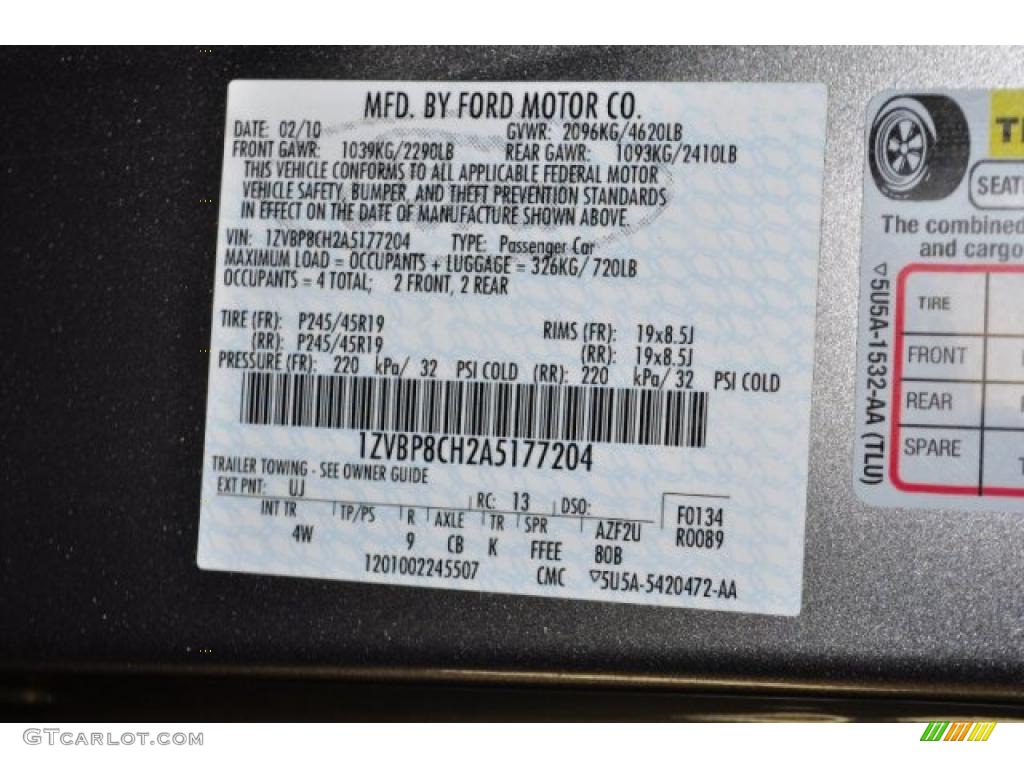 MFD. BY FORD MOTOR CO.
DATE: 02/10 GVWR: 2096KG/4620LB
FRONT GAWR: 1039KG/2290LB REAR GAWR: 1093KG/2410LB
THIS VEHICLE CONFORMS TO ALL APPLICABLE FEDERAL MOTOR
VEHICLE SAFETY, BUMPER, AND THEFT PREVENTION STANDARDS
IN EFFECT ON THE DATE OF MANUFACTURE SHOWN ABOVE.
VIN: 1ZVBP8CH2A5177204 TYPE: Passenger Car
MAXIMUM LOAD = OCCUPANTS + LUGGAGE = 326KG/ 720LB
OCCUPANTS = 4 TOTAL; 2 FRONT, 2 REAR
TIRE (FR): P245/45R19 RIMS (FR): 19x8.5J
(RR): P245/45R19 (RR): 19x8.5J
PRESSURE (FR): 220 kPa/ 32 PSI COLD (RR): 220 kPa/ 32 PSI COLD
1ZVBP8CH2A5177204
TRAILER TOWING - SEE OWNER GUIDE
EXT PNT: UJ RC: 13 DSO: F0134
INT TR TP/PS R AXLE TR SPR AZF2U R0089
4W 9 CB K FFEE 80B
1201002245507 CMC 5U5A-5420472-AA
SEAT
The combined
and cargo
TIRE
FRONT
REAR
SPARE
5U5A-1532-AA (TLU)
GTCARLOT.COM